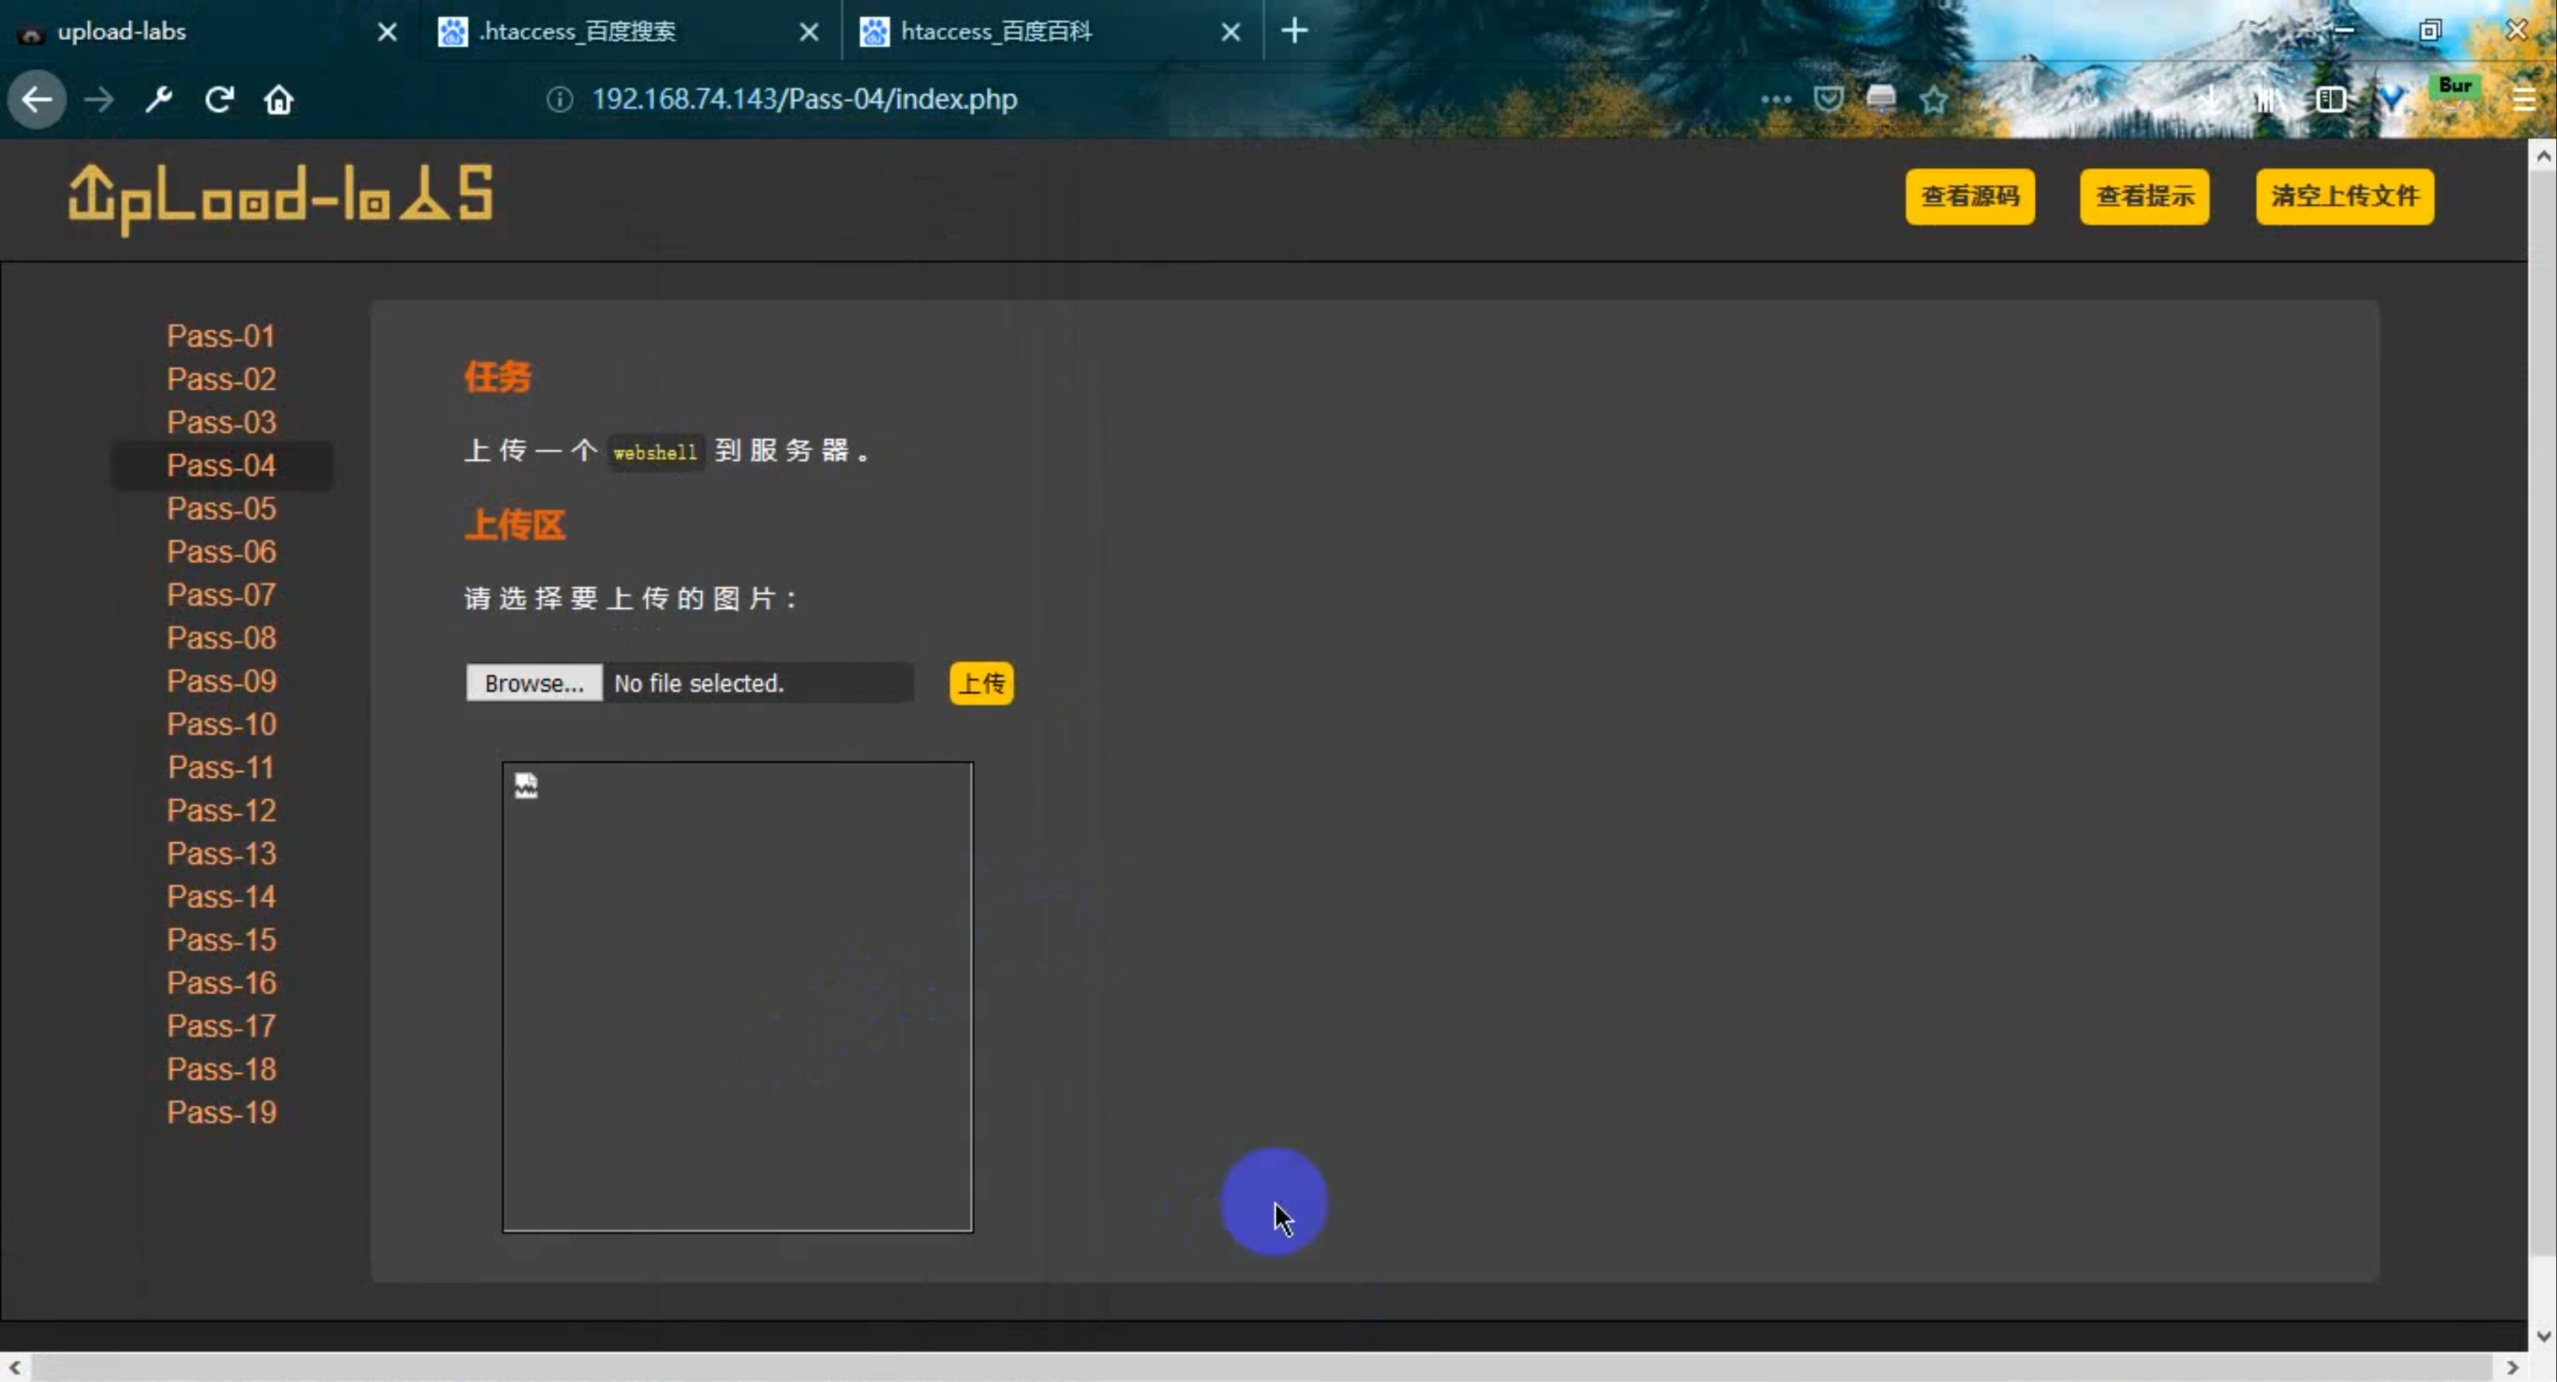 upload-labs
.htaccess_百度搜索
htaccess_百度百科
192.168.74.143/Pass-04/index.php
Bur
UpLoad-labs
查看源码
查看提示
清空上传文件
Pass-01
Pass-02
Pass-03
Pass-04
Pass-05
Pass-06
Pass-07
Pass-08
Pass-09
Pass-10
Pass-11
Pass-12
Pass-13
Pass-14
Pass-15
Pass-16
Pass-17
Pass-18
Pass-19
任务
上传一个 webshell 到服务器。
上传区
请选择要上传的图片：
Browse... No file selected. 上传